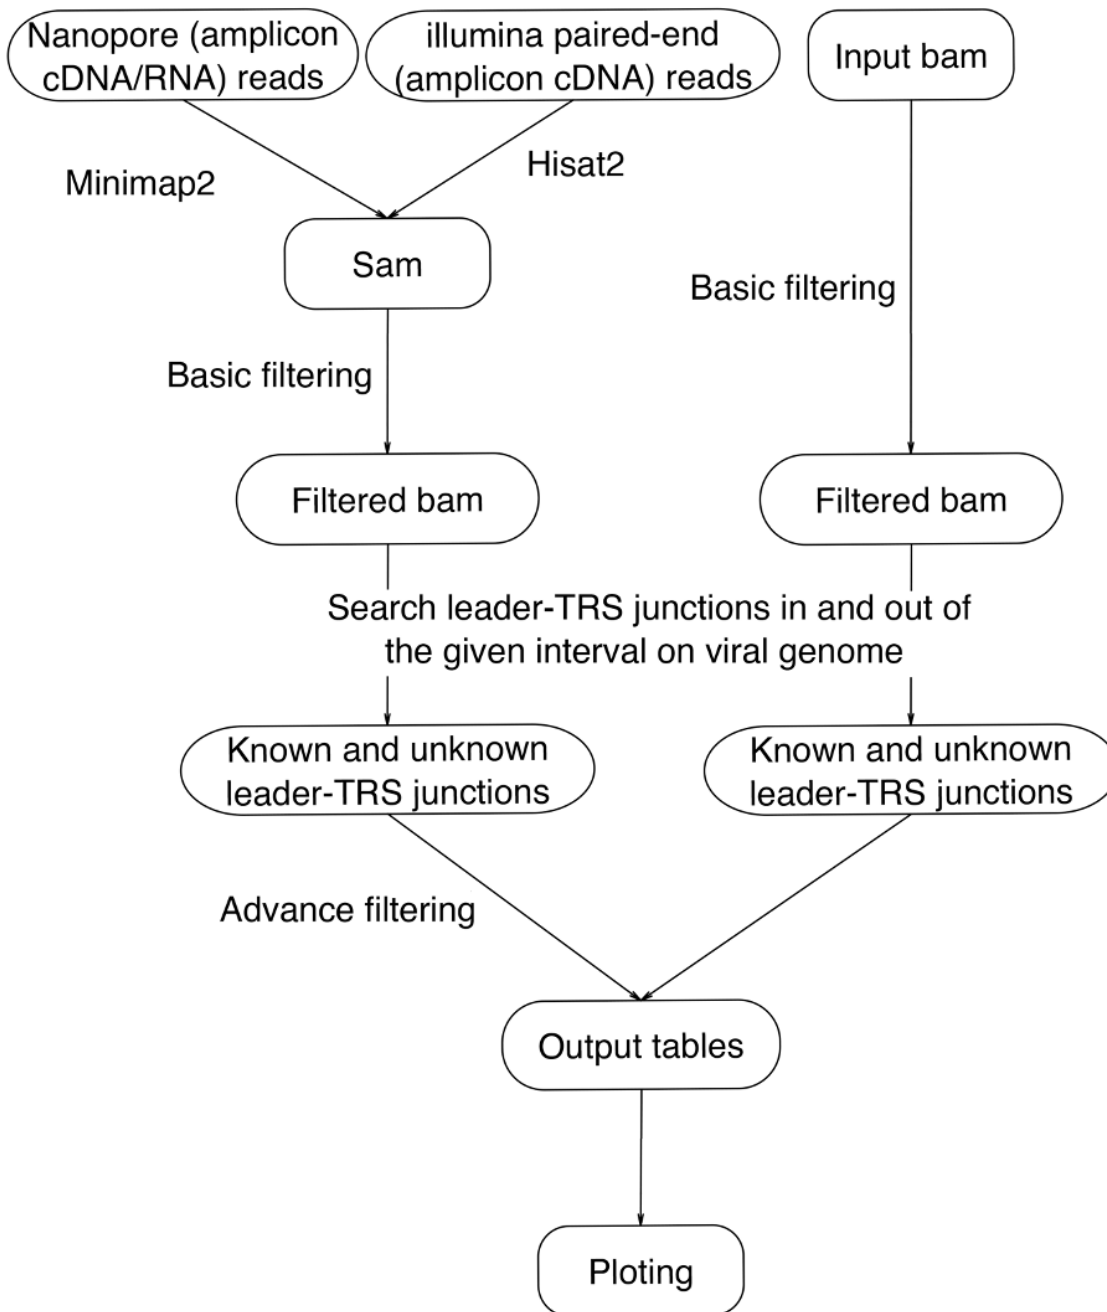 Nanopore (amplicon
cDNA/RNA) reads
illumina paired-end
(amplicon cDNA) reads
Input bam
Minimap2
Hisat2
Sam
Basic filtering
Basic filtering
Filtered bam
Filtered bam
Search leader-TRS junctions in and out of
the given interval on viral genome
Known and unknown
leader-TRS junctions
Known and unknown
leader-TRS junctions
Advance filtering
Output tables
Ploting